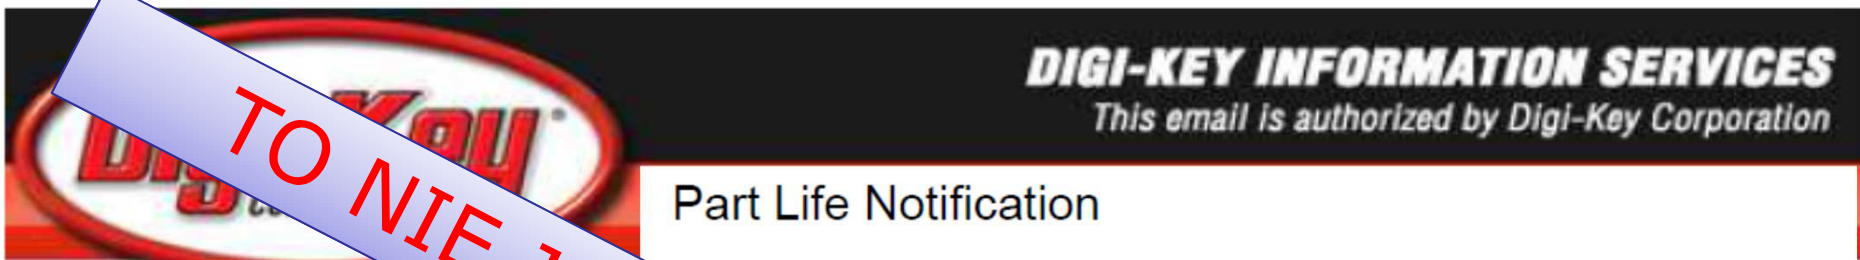 DIGI-KEY INFORMATION SERVICES
This email is authorized by Digi-Key Corporation
Part Life Notification
TO NIE